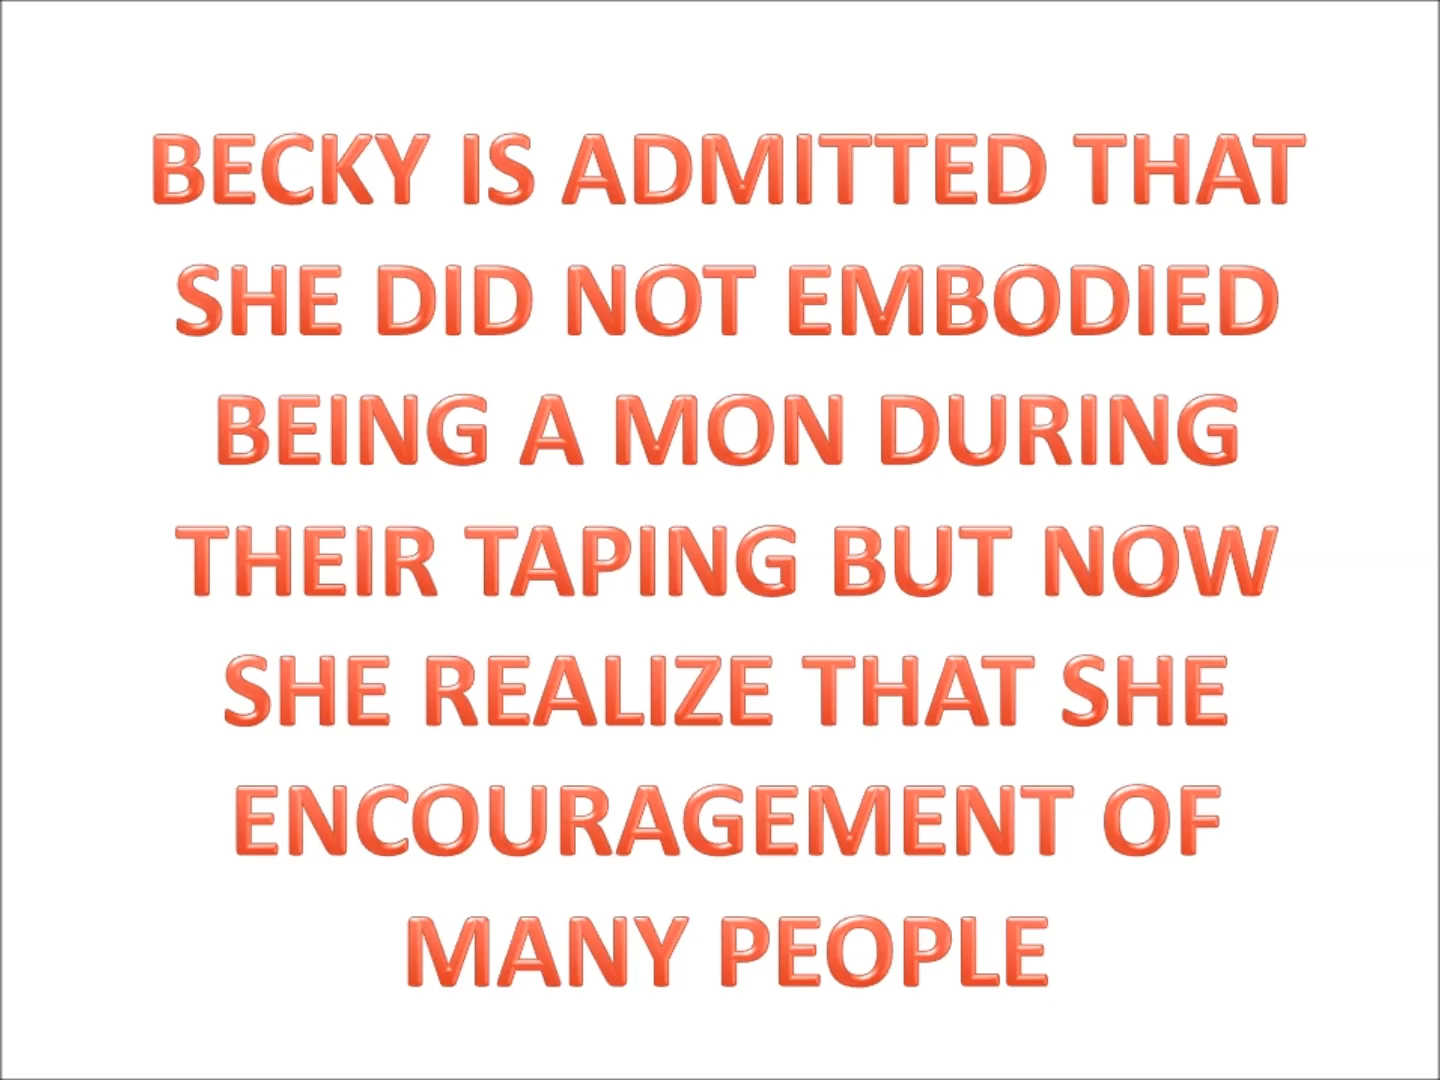 BECKY IS ADMITTED THAT
SHE DID NOT EMBODIED
BEING A MON DURING
THEIR TAPING BUT NOW
SHE REALIZE THAT SHE
ENCOURAGEMENT OF
MANY PEOPLE